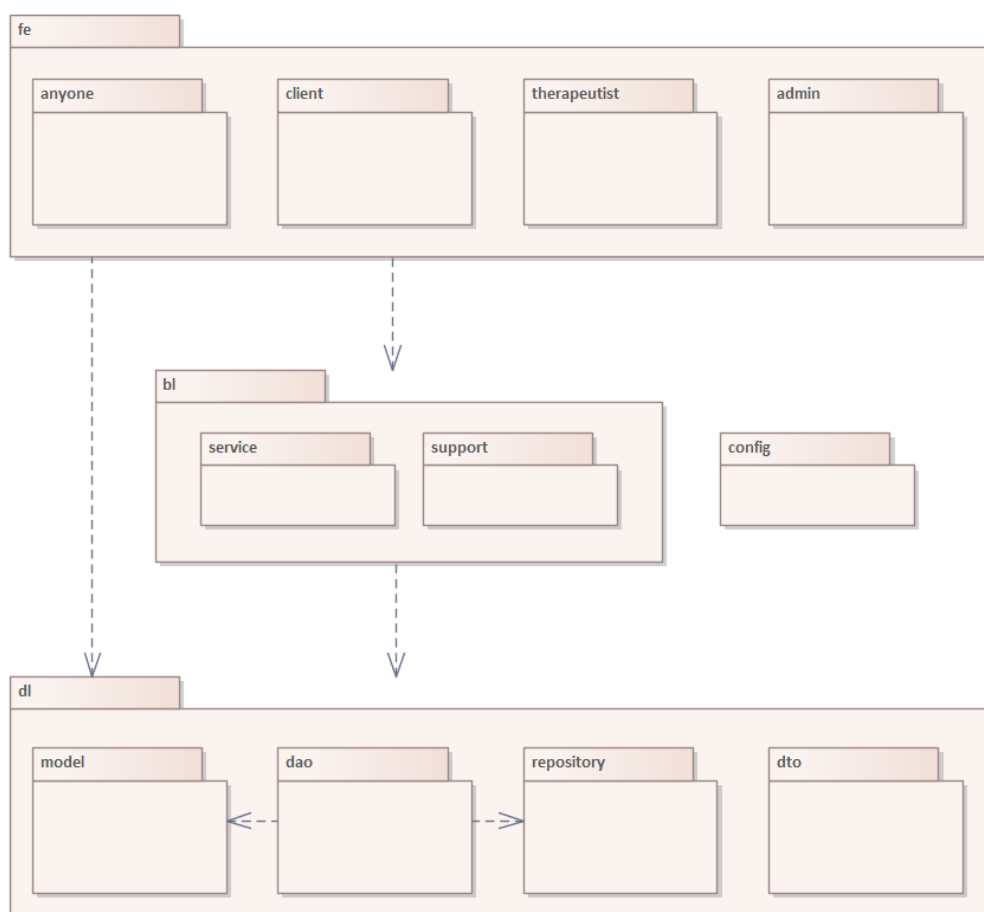 fe
anyone
client
therapeutist
admin
bl
service
support
config
dl
model
dao
repository
dto